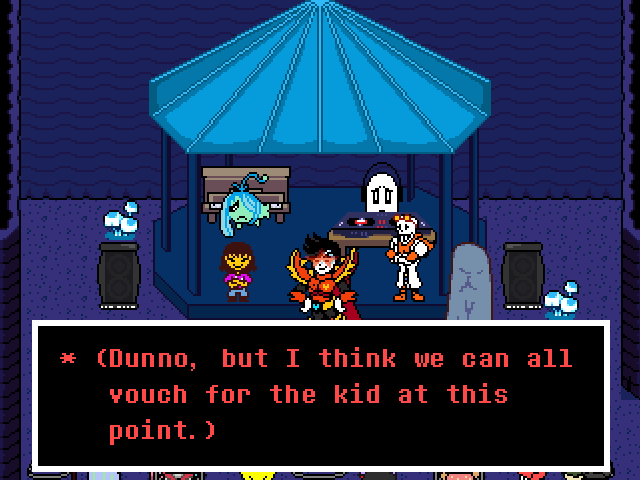 * (Dunno, but I think we can all
vouch for the kid at this
point.)